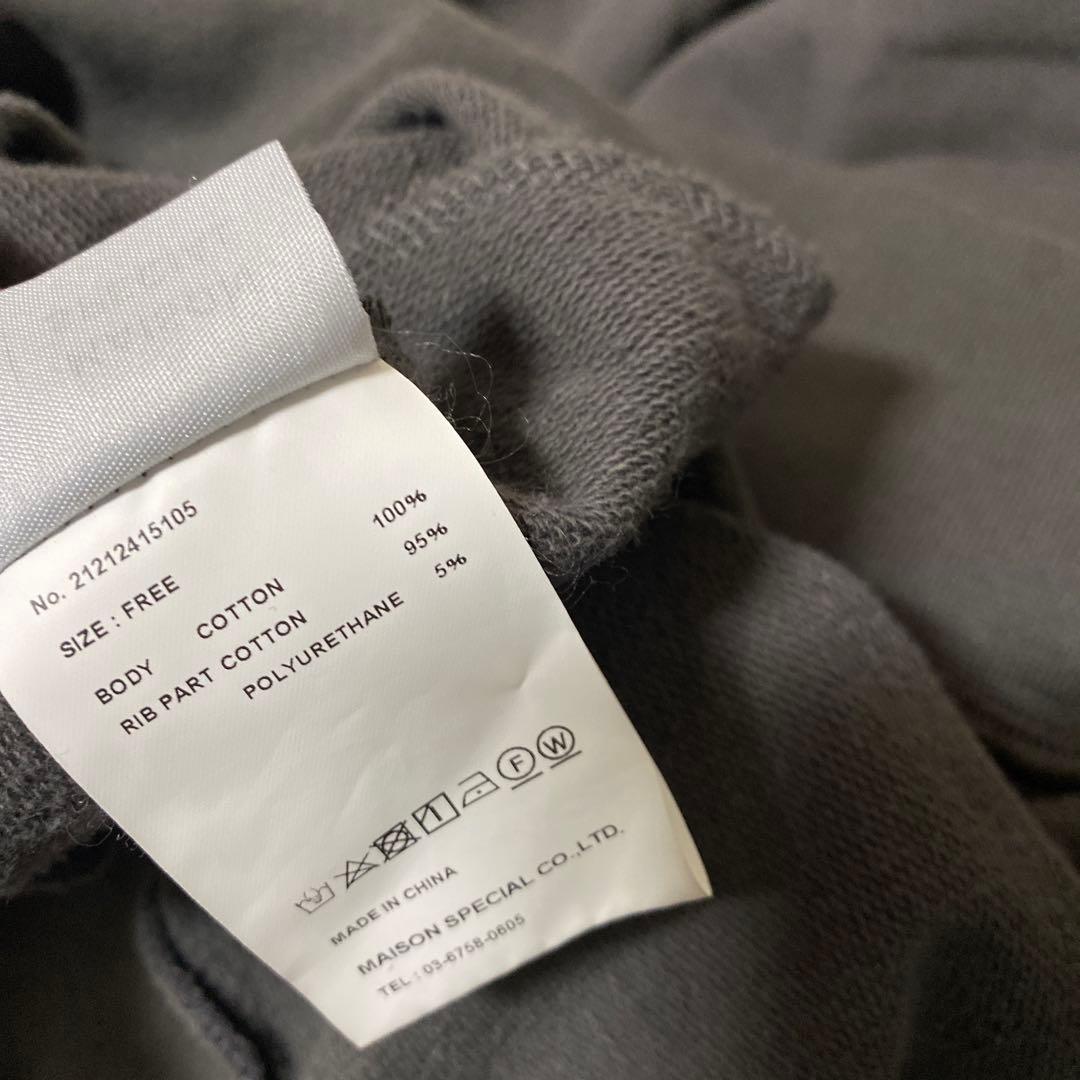 No. 21212415105
SIZE : FREE
BODY COTTON 100%
RIB PART COTTON 95%
POLYURETHANE 5%
F W
MADE IN CHINA
MAISON SPECIAL CO.,LTD.
TEL : 03-6758-0605